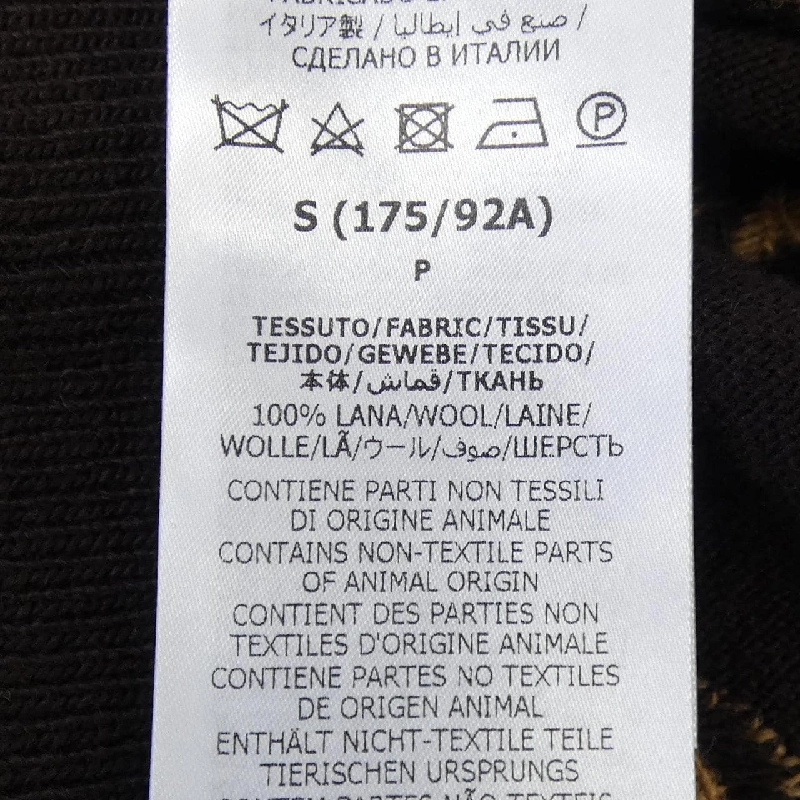 イタリア製 / صنع في إيطاليا /
СДЕЛАНО В ИТАЛИИ
P
S (175/92A)
P
TESSUTO/FABRIC/TISSU/
TEJIDO/GEWEBE/TECIDO/
本体/قماش/ТКАНЬ
100% LANA/WOOL/LAINE/
WOLLE/LÃ/ウール/صوف/ШЕРСТЬ
CONTIENE PARTI NON TESSILI
DI ORIGINE ANIMALE
CONTAINS NON-TEXTILE PARTS
OF ANIMAL ORIGIN
CONTIENT DES PARTIES NON
TEXTILES D'ORIGINE ANIMALE
CONTIENE PARTES NO TEXTILES
DE ORIGEN ANIMAL
ENTHÄLT NICHT-TEXTILE TEILE
TIERISCHEN URSPRUNGS